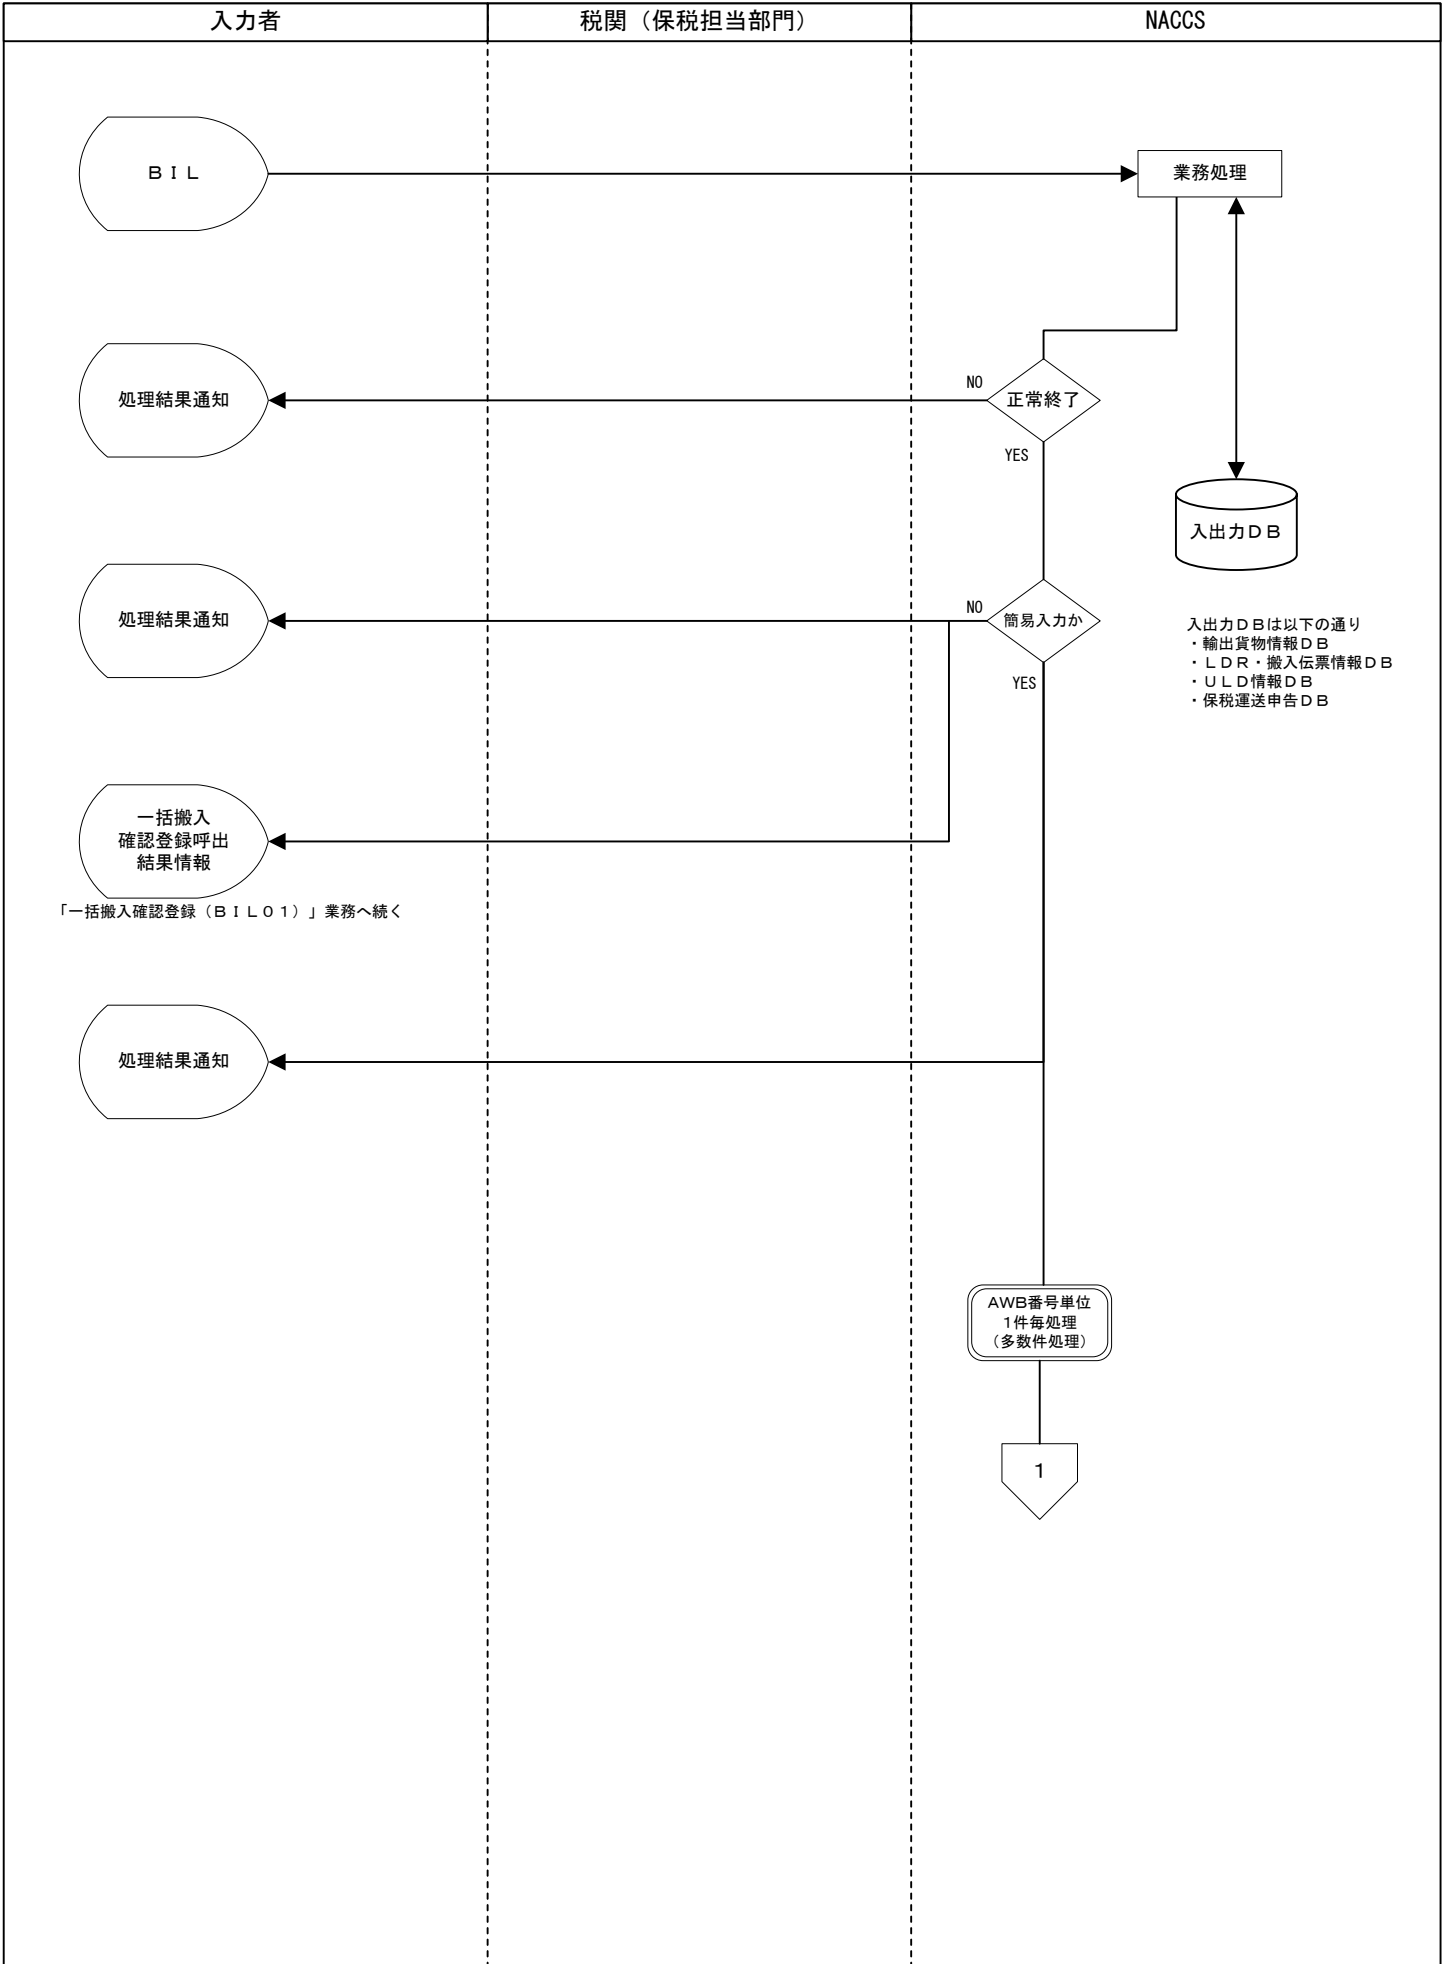 入力者
税関（保税担当部門）
NACCS
ＢＩＬ
業務処理
処理結果通知
NO
正常終了
YES
入出力ＤＢ
処理結果通知
NO
簡易入力か
YES
入出力ＤＢは以下の通り
・輸出貨物情報ＤＢ
・ＬＤＲ・搬入伝票情報ＤＢ
・ＵＬＤ情報ＤＢ
・保税運送申告ＤＢ
一括搬入
確認登録呼出
結果情報
「一括搬入確認登録（ＢＩＬ０１）」業務へ続く
処理結果通知
AWB番号単位
1件毎処理
（多数件処理）
1